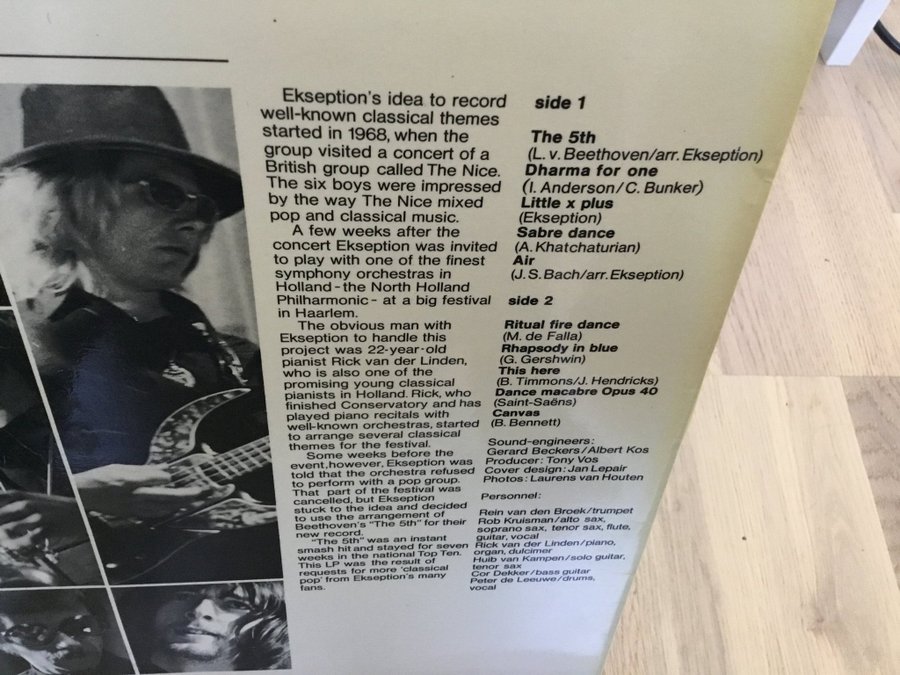 Ekseption's idea to record
well-known classical themes
started in 1968, when the
group visited a concert of a
British group called The Nice.
The six boys were impressed
by the way The Nice mixed
pop and classical music.
A few weeks after the
concert Ekseption was invited
to play with one of the finest
symphony orchestras in
Holland - the North Holland
Philharmonic - at a big festival
in Haarlem.
The obvious man with
Ekseption to handle this
project was 22-year-old
pianist Rick van der Linden,
who is also one of the
promising young classical
pianists in Holland. Rick, who
finished Conservatory and has
played piano recitals with
well-known orchestras, started
to arrange several classical
themes for the festival.
Some weeks before the
event, however, Ekseption was
told that the orchestra refused
to perform with a pop group.
That part of the festival was
cancelled, but Ekseption
stuck to the idea and decided
to use the arrangement of
Beethoven's "The 5th" for their
new record.
"The 5th" was an instant
smash hit and stayed for seven
weeks in the national Top Ten.
This LP was the result of
requests for more 'classical
pop' from Ekseption's many
fans.
side 1
The 5th
(L. v. Beethoven/arr. Ekseption)
Dharma for one
(I. Anderson/C. Bunker)
Little x plus
(Ekseption)
Sabre dance
(A. Khatchaturian)
Air
(J.S. Bach/arr. Ekseption)
side 2
Ritual fire dance
(M. de Falla)
Rhapsody in blue
(G. Gershwin)
This here
(B. Timmons/J. Hendricks)
Dance macabre Opus 40
(Saint-Saëns)
Canvas
(B. Bennett)
Sound-engineers:
Gerard Beckers/Albert Kos
Producer: Tony Vos
Cover design: Jan Lepair
Photos: Laurens van Houten
Personnel:
Rein van den Broek/trumpet
Rob Kruisman/alto sax,
soprano sax, tenor sax, flute,
guitar, vocal
Rick van der Linden/piano,
organ, dulcimer
Huib van Kampen/solo guitar,
tenor sax
Cor Dekker/bass guitar
Peter de Leeuwe/drums,
vocal